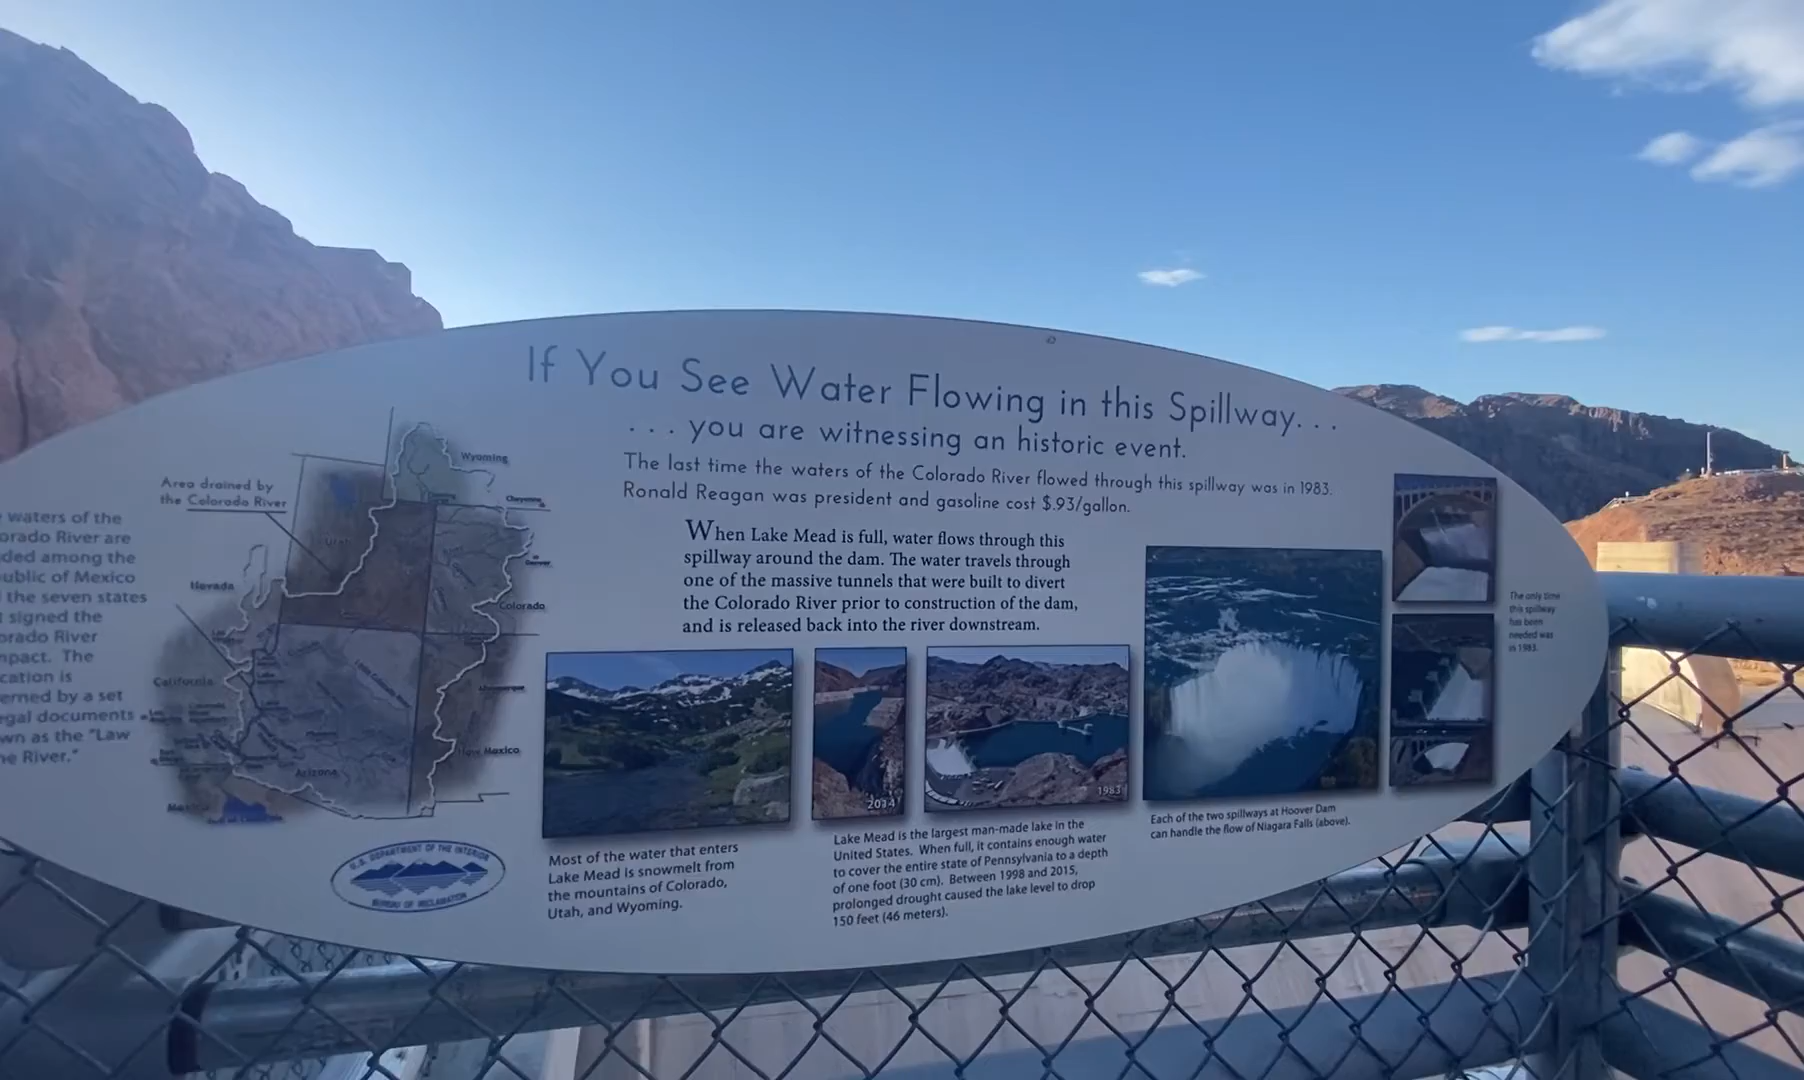 If You See Water Flowing in this Spillway. . .
. . . you are witnessing an historic event.
The last time the waters of the Colorado River flowed through this spillway was in 1983.
Ronald Reagan was president and gasoline cost $.93/gallon.
waters of the
orado River are
ded among the
ublic of Mexico
the seven states
t signed the
orado River
mpact. The
cation is
erned by a set
egal documents
wn as the "Law
he River."
Area drained by
the Colorado River
Wyoming
Cheyenne
Utah
Denver
Nevada
Colorado
California
Albuquerque
New Mexico
Arizona
When Lake Mead is full, water flows through this
spillway around the dam. The water travels through
one of the massive tunnels that were built to divert
the Colorado River prior to construction of the dam,
and is released back into the river downstream.
U.S. DEPARTMENT OF THE INTERIOR
BUREAU OF RECLAMATION
Most of the water that enters
Lake Mead is snowmelt from
the mountains of Colorado,
Utah, and Wyoming.
2014
1983
Lake Mead is the largest man-made lake in the
United States. When full, it contains enough water
to cover the entire state of Pennsylvania to a depth
of one foot (30 cm). Between 1998 and 2015,
prolonged drought caused the lake level to drop
150 feet (46 meters).
Each of the two spillways at Hoover Dam
can handle the flow of Niagara Falls (above).
The only time
this spillway
has been
needed was
in 1983.